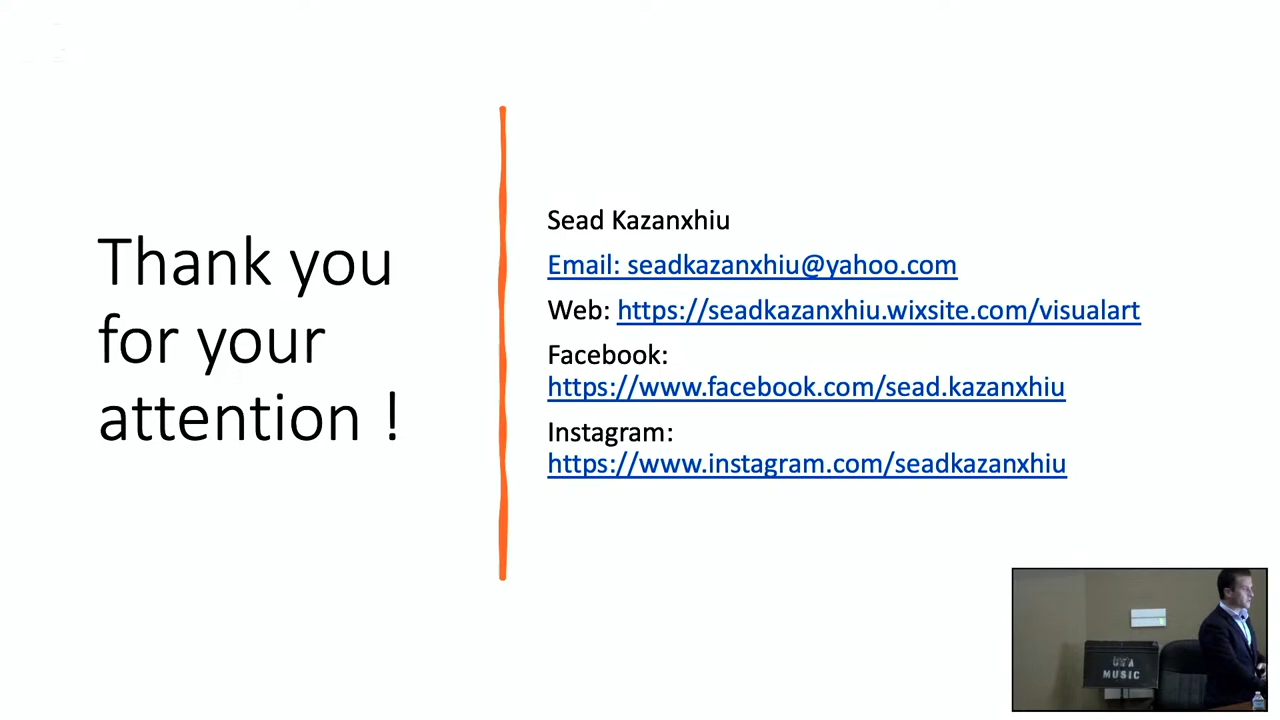 Thank you
for your
attention !
Sead Kazanxhiu
Email: seadkazanxhiu@yahoo.com
Web: https://seadkazanxhiu.wixsite.com/visualart
Facebook:
https://www.facebook.com/sead.kazanxhiu
Instagram:
https://www.instagram.com/seadkazanxhiu
MUSIC